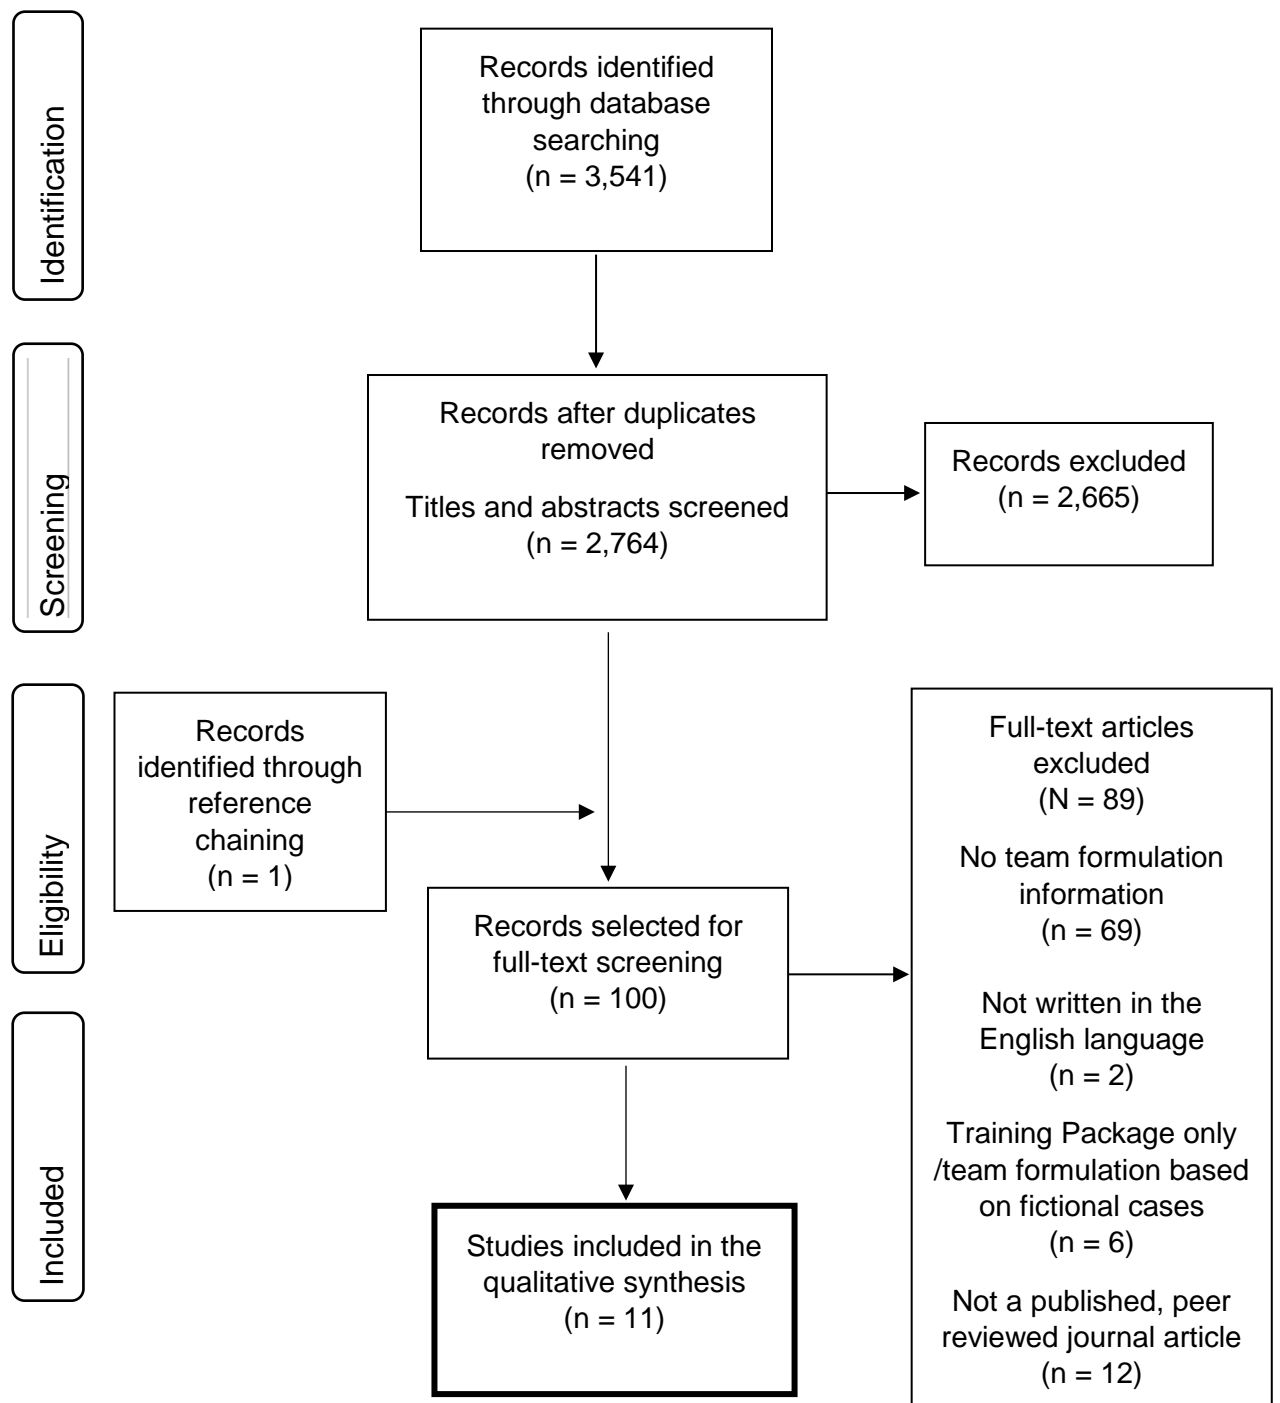 Identification
Records identified
through database
searching
(n = 3,541)
Screening
Records after duplicates
removed
Titles and abstracts screened
(n = 2,764)
Records excluded
(n = 2,665)
Eligibility
Records
identified through
reference
chaining
(n = 1)
Records selected for
full-text screening
(n = 100)
Full-text articles
excluded
(N = 89)
No team formulation
information
(n = 69)
Not written in the
English language
(n = 2)
Training Package only
/team formulation based
on fictional cases
(n = 6)
Not a published, peer
reviewed journal article
(n = 12)
Included
Studies included in the
qualitative synthesis
(n = 11)